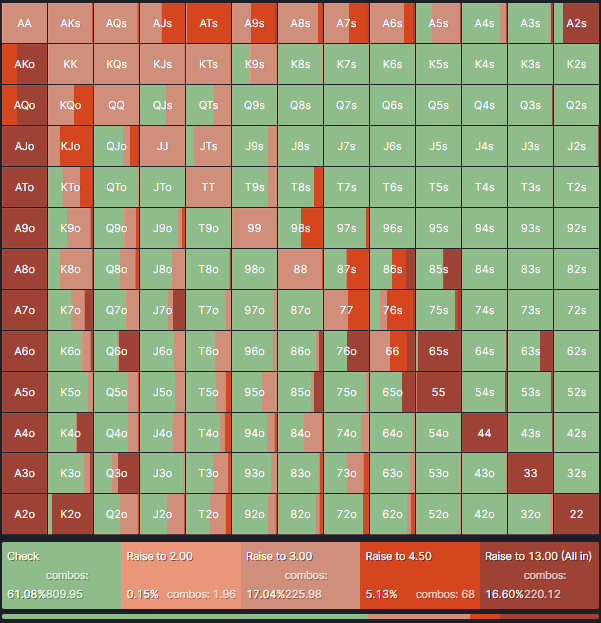 AA AKs AQs AJs ATs A9s A8s A7s A6s A5s A4s A3s A2s
AKo KK KQs KJs KTs K9s K8s K7s K6s K5s K4s K3s K2s
AQo KQo QQ QJs QTs Q9s Q8s Q7s Q6s Q5s Q4s Q3s Q2s
AJo KJo QJo JJ JTs J9s J8s J7s J6s J5s J4s J3s J2s
ATo KTo QTo JTo TT T9s T8s T7s T6s T5s T4s T3s T2s
A9o K9o Q9o J9o T9o 99 98s 97s 96s 95s 94s 93s 92s
A8o K8o Q8o J8o T8o 98o 88 87s 86s 85s 84s 83s 82s
A7o K7o Q7o J7o T7o 97o 87o 77 76s 75s 74s 73s 72s
A6o K6o Q6o J6o T6o 96o 86o 76o 66 65s 64s 63s 62s
A5o K5o Q5o J5o T5o 95o 85o 75o 65o 55 54s 53s 52s
A4o K4o Q4o J4o T4o 94o 84o 74o 64o 54o 44 43s 42s
A3o K3o Q3o J3o T3o 93o 83o 73o 63o 53o 43o 33 32s
A2o K2o Q2o J2o T2o 92o 82o 72o 62o 52o 42o 32o 22
Check Raise to 2.00 Raise to 3.00 Raise to 4.50 Raise to 13.00 (All in)
combos: combos: combos:
61.08%809.95 0.15% combos: 1.96 17.04%225.98 5.13% combos: 68 16.60%220.12